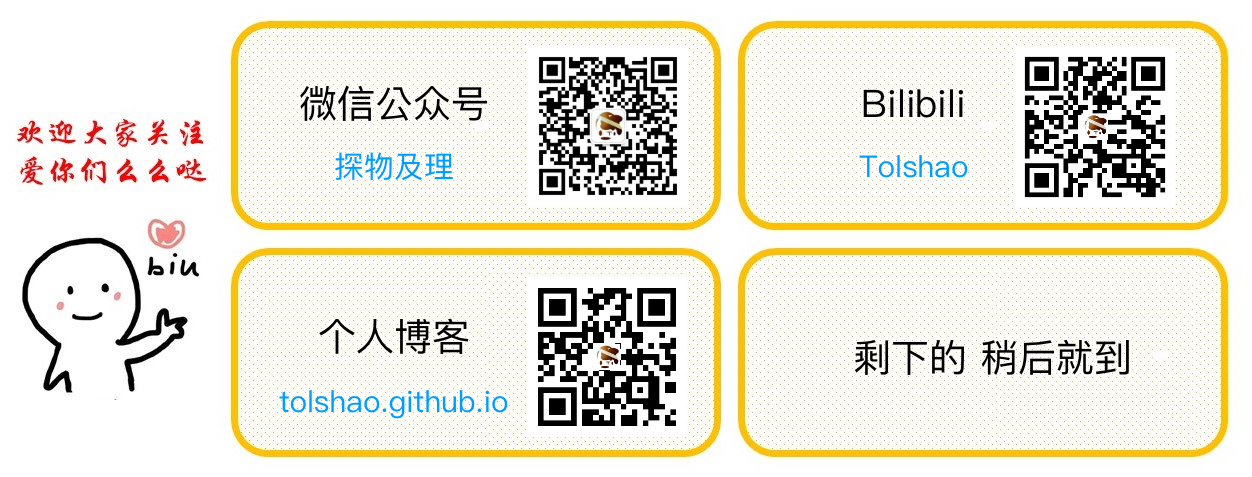 欢迎大家关注
爱你们么么哒
biu
微信公众号
探物及理
Bilibili
Tolshao
个人博客
tolshao.github.io
剩下的 稍后就到